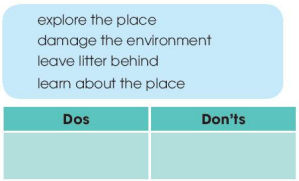 explore the place
damage the environment
leave litter behind
learn about the place
Dos Don'ts